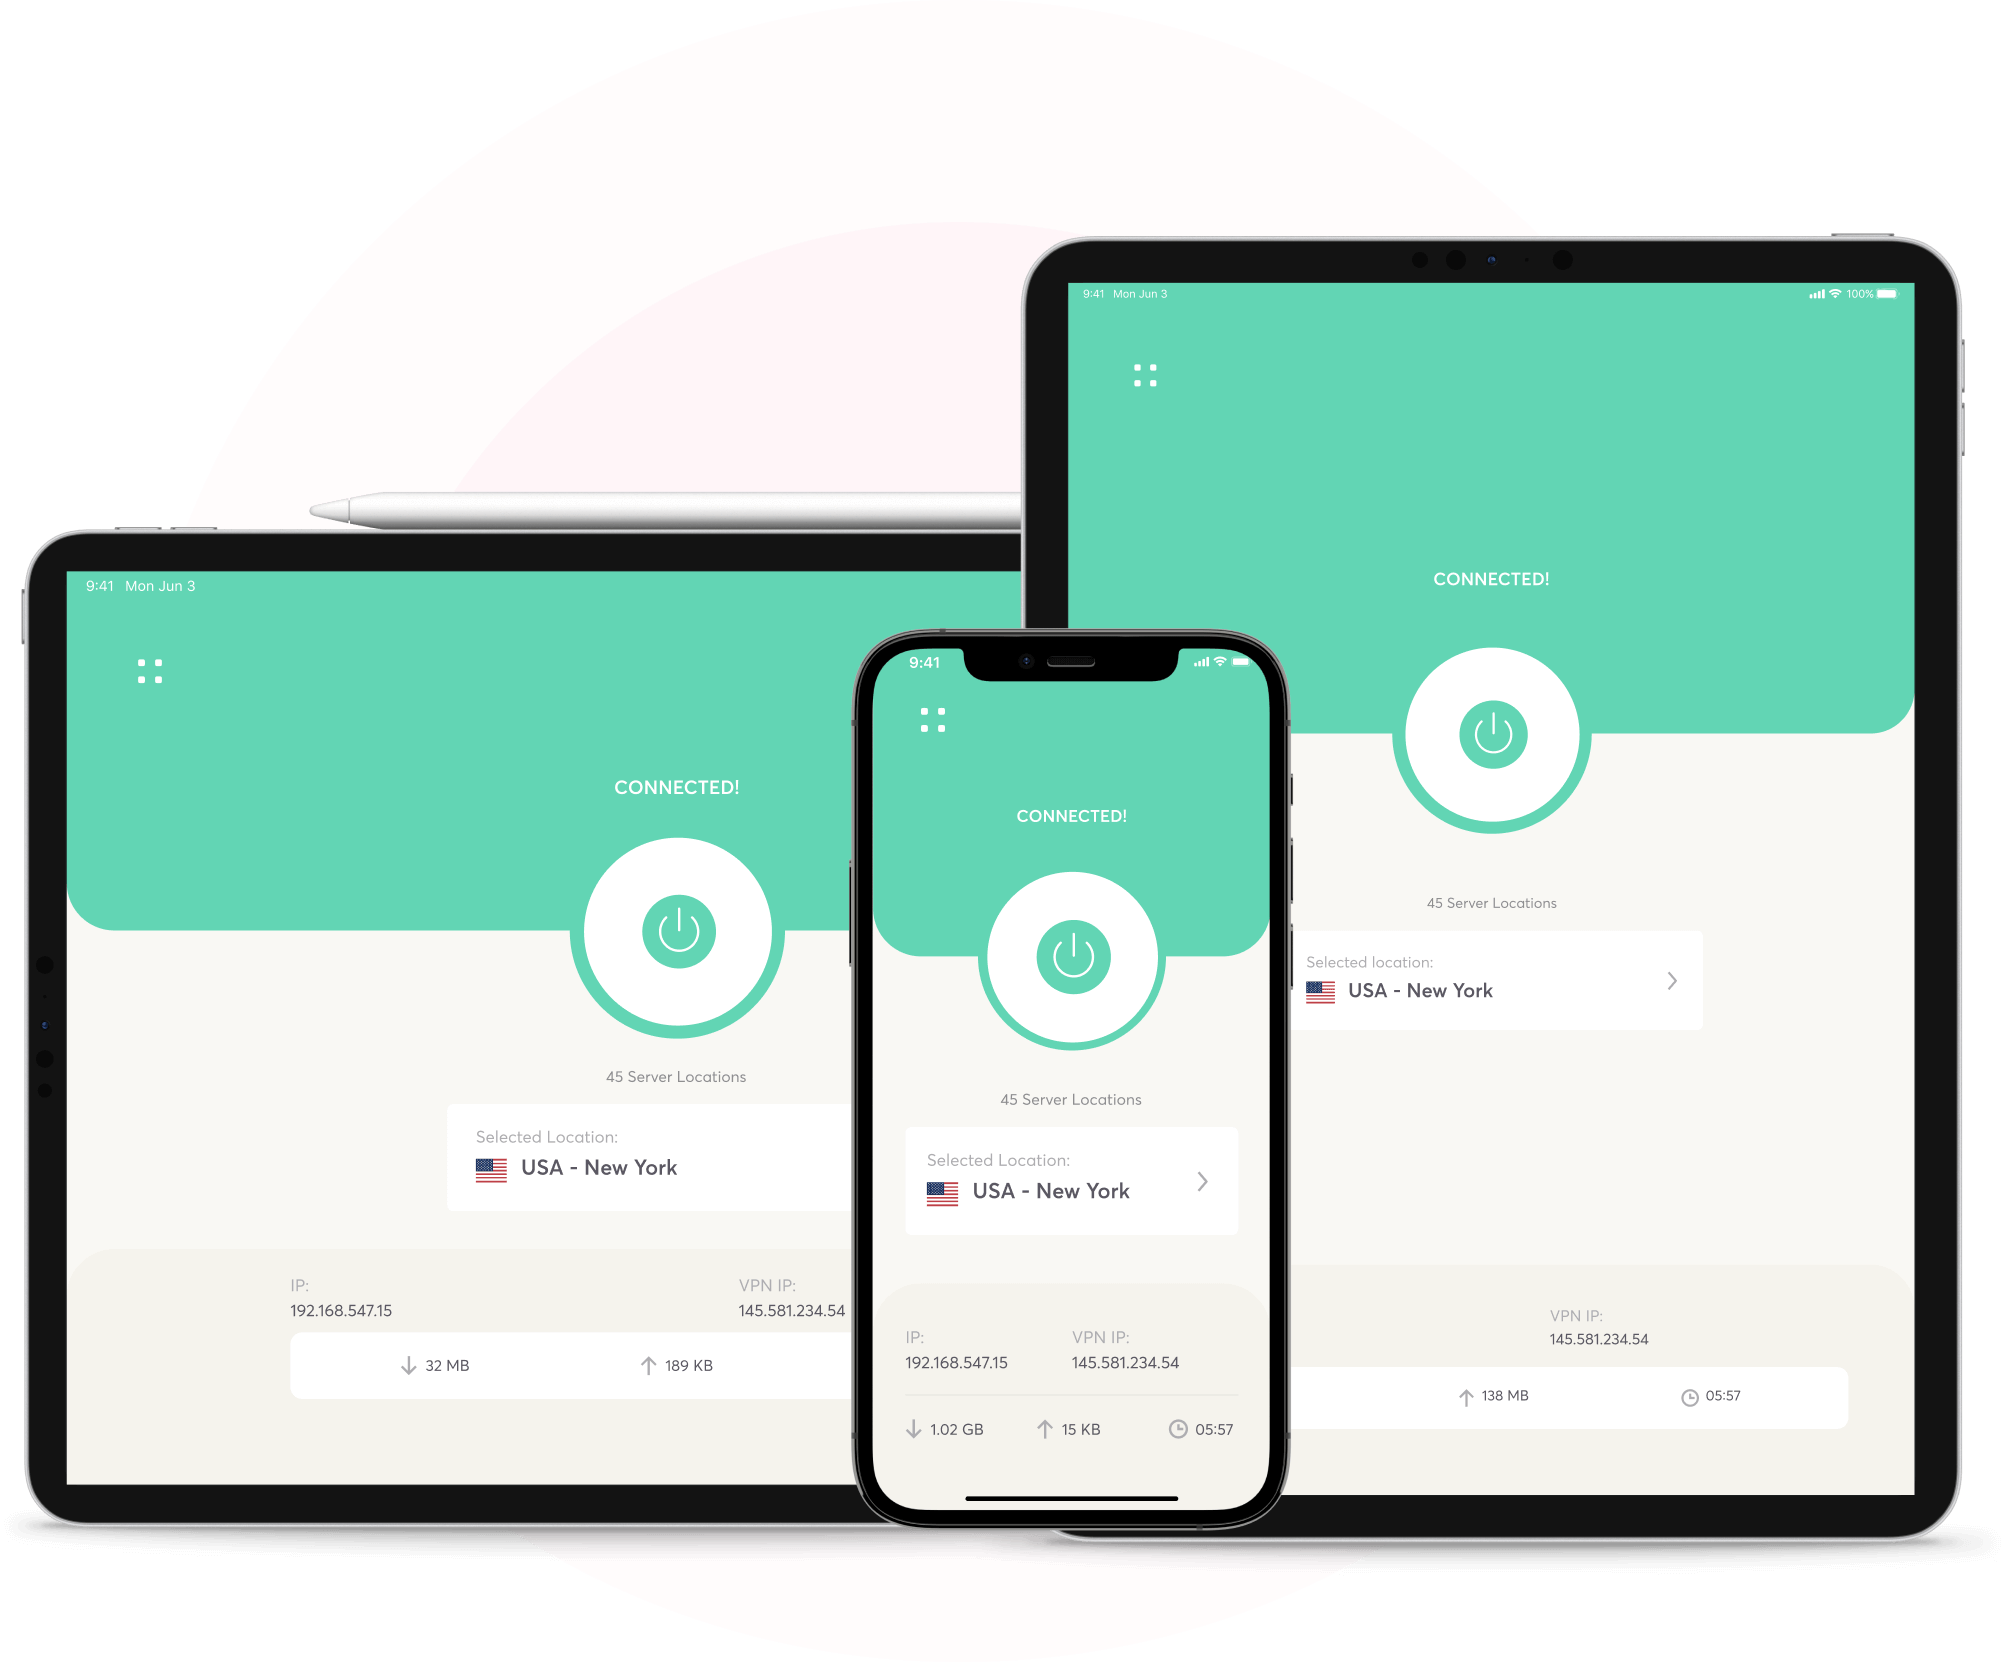 9:41 Mon Jun 3
CONNECTED!
45 Server Locations
Selected Location:
USA - New York
IP:
192.168.547.15
VPN IP:
145.581.234.54
32 MB
189 KB
9:41
CONNECTED!
45 Server Locations
Selected Location:
USA - New York
IP:
192.168.547.15
VPN IP:
145.581.234.54
1.02 GB
15 KB
05:57
9:41 Mon Jun 3
100%
CONNECTED!
45 Server Locations
Selected location:
USA - New York
VPN IP:
145.581.234.54
138 MB
05:57